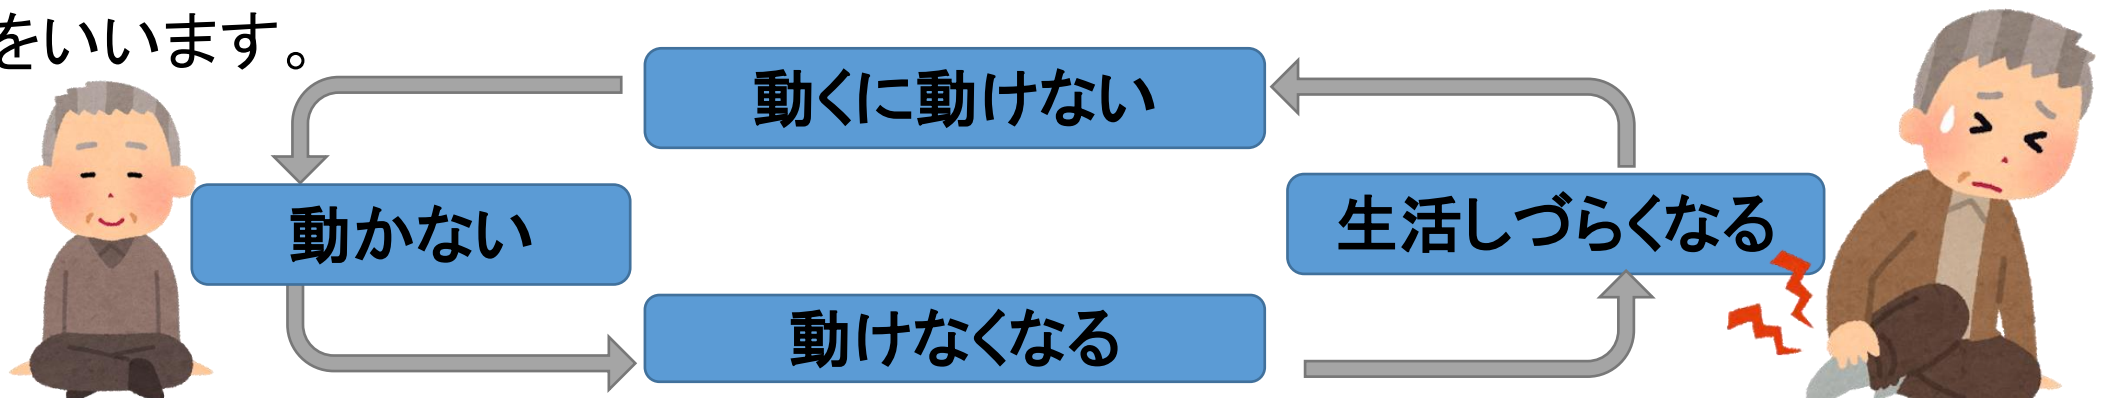 をいいます。
動くに動けない
動かない
生活しづらくなる
動けなくなる